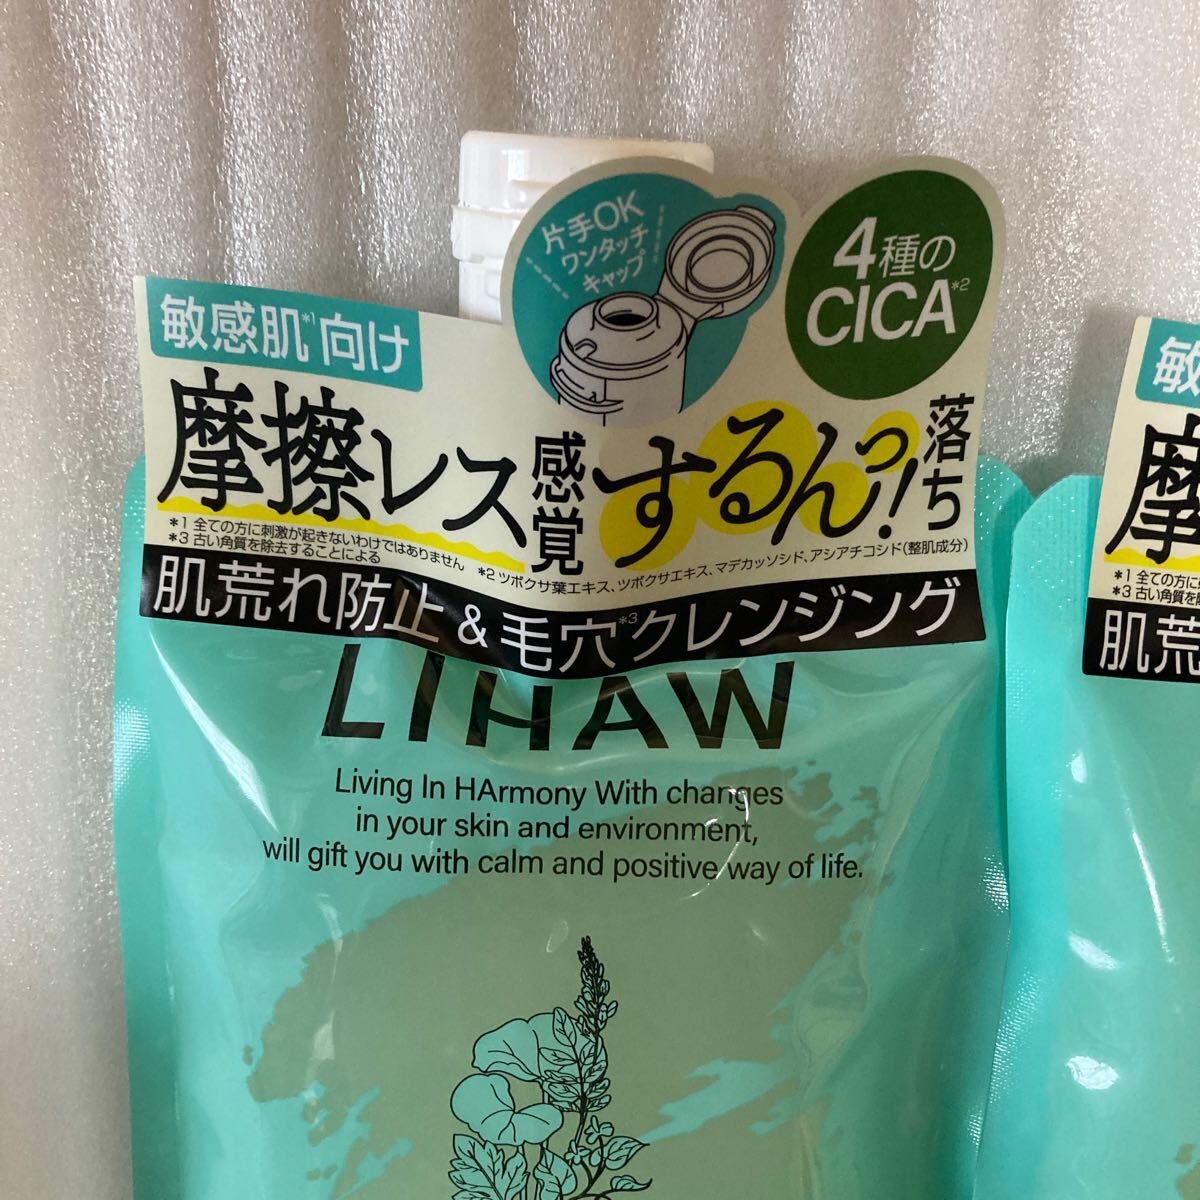 片手OK
ワンタッチ
キャップ
4種の
CICA*2
敏感肌*1向け
摩擦レス感覚するんっ!落ち
*1 全ての方に刺激が起きないわけではありません
*3 古い角質を除去することによる
*2 ツボクサ葉エキス、ツボクサエキス、マデカッソシド、アシアチコシド(整肌成分)
肌荒れ防止&毛穴*3クレンジング
LIHAW
Living In HArmony With changes
in your skin and environment,
will gift you with calm and positive way of life.
敏
摩
*1 全ての方に
*3 古い角質を
肌荒